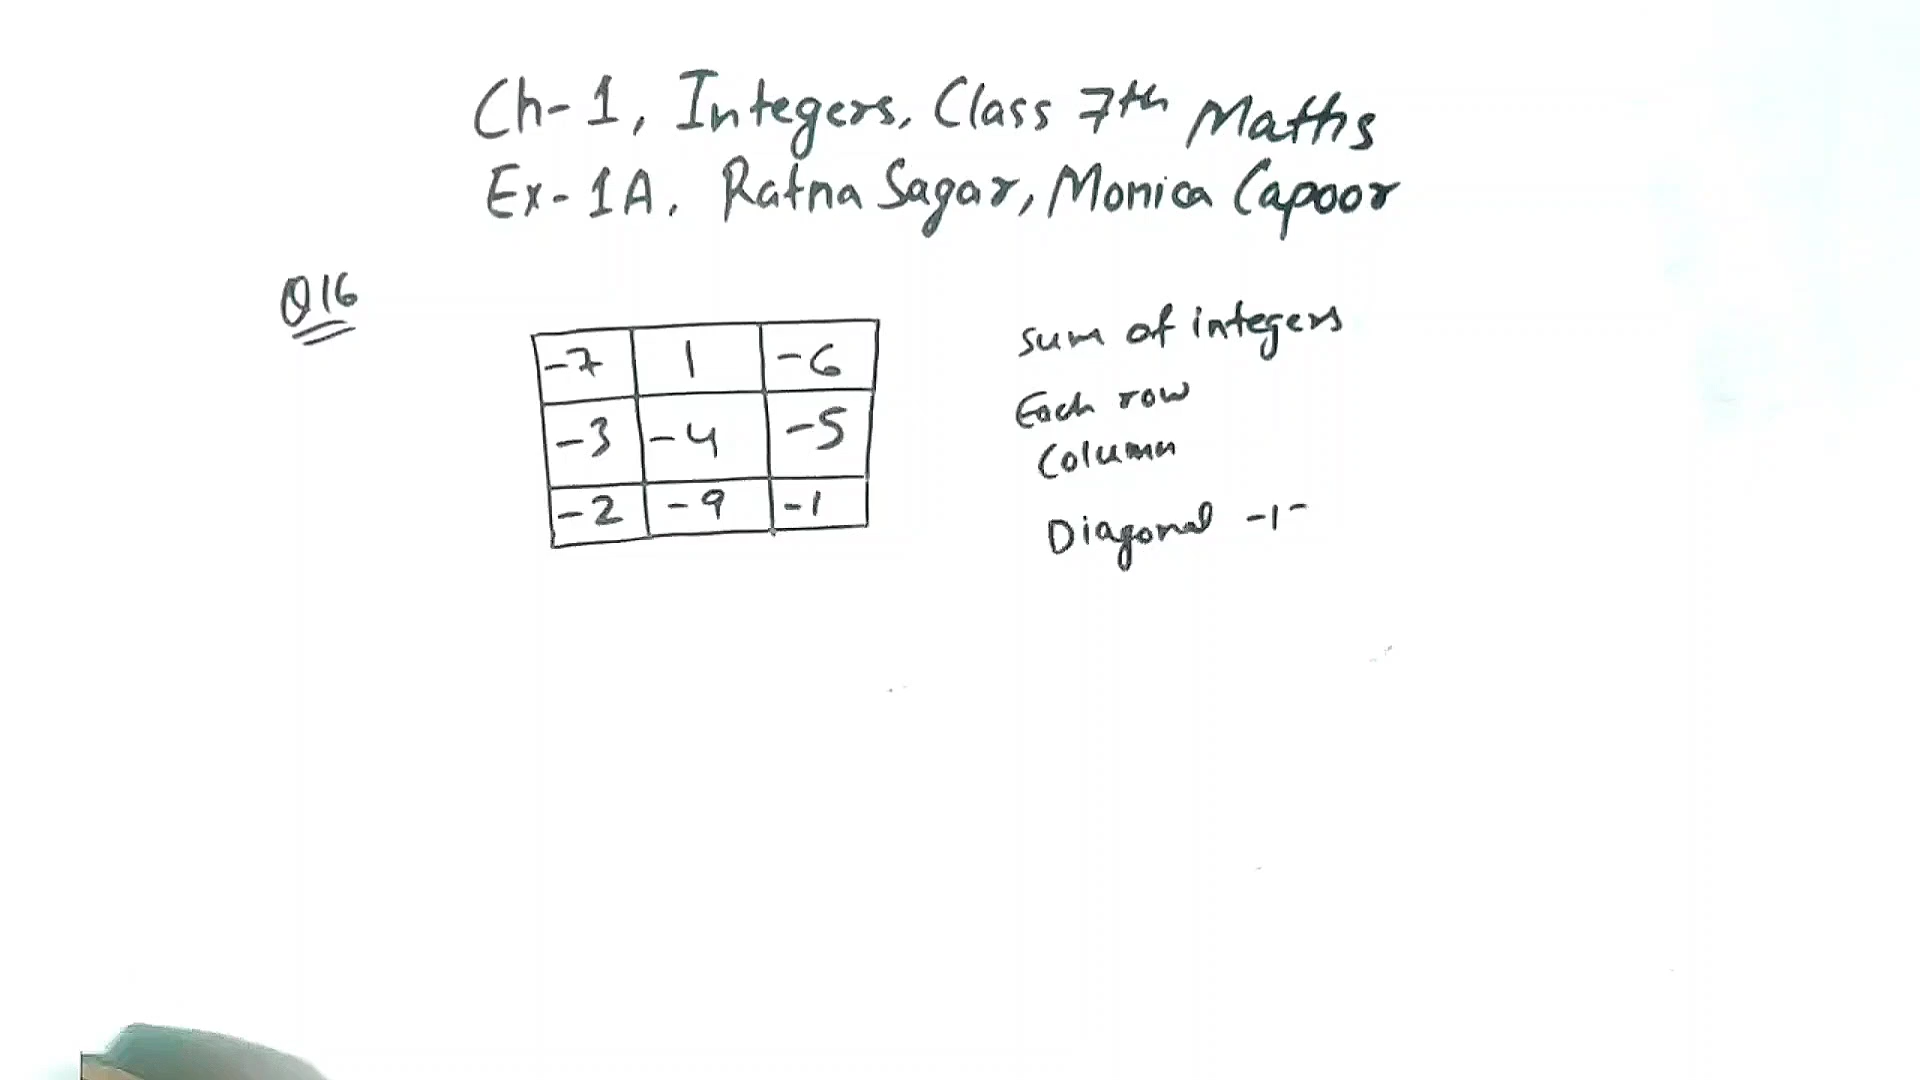 Ch-1, Integers, Class 7th Maths
Ex-1A, Ratna Sagar, Monica Capoor
Q16
-7 1 -6
-3 -4 -5
-2 -9 -1
sum of integers
Each row
Column
Diagonal